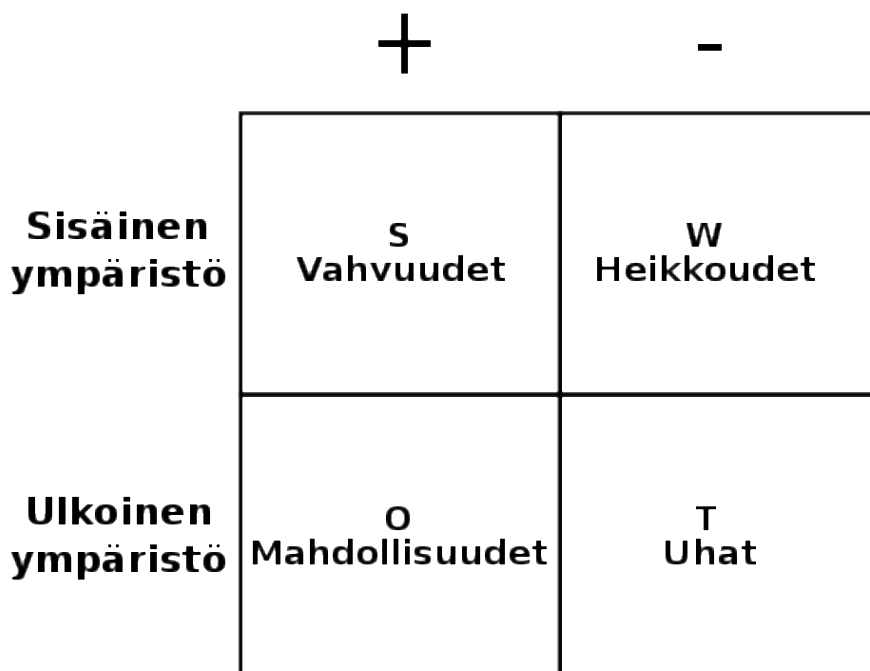 + -
Sisäinen
ympäristö
S
Vahvuudet
W
Heikkoudet
Ulkoinen
ympäristö
O
Mahdollisuudet
T
Uhat